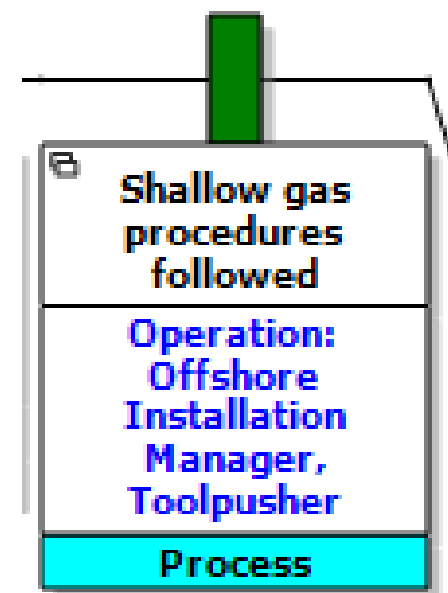 Shallow gas
procedures
followed
Operation:
Offshore
Installation
Manager,
Toolpusher
Process